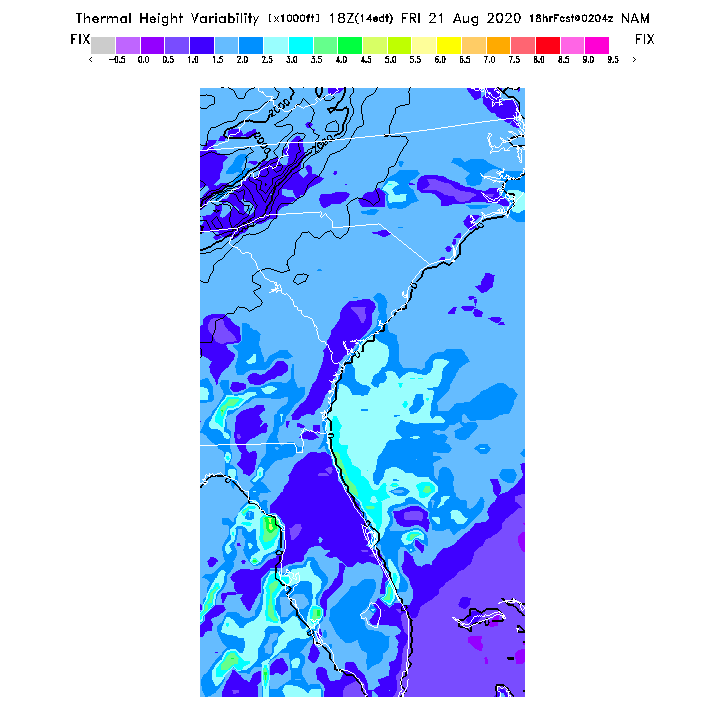 Thermal Height Variability [x1000ft] 18Z(14edt) FRI 21 Aug 2020 18hrFcst@0204z NAM
FIX FIX
< -0.5 0.0 0.5 1.0 1.5 2.0 2.5 3.0 3.5 4.0 4.5 5.0 5.5 6.0 6.5 7.0 7.5 8.0 8.5 9.0 9.5 >
2000
2000
2000